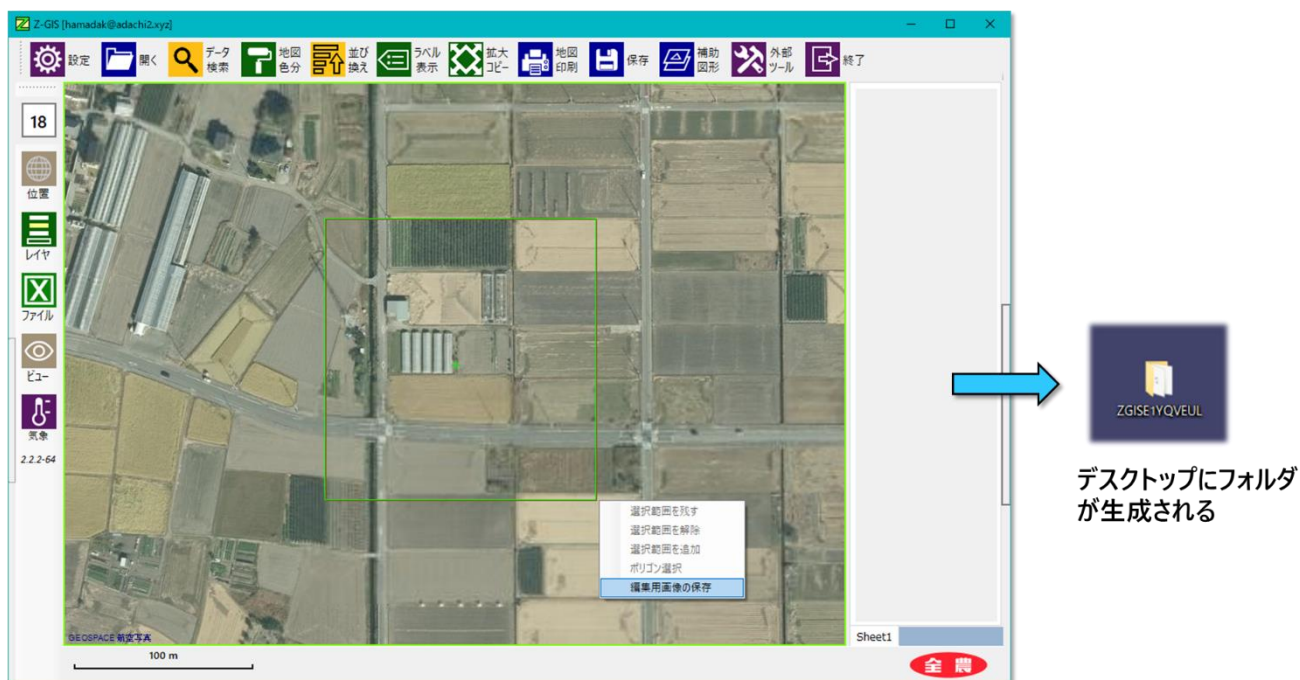 Z-GIS [hamadak@adachi2.xyz]
設定
開く
データ
検索
地図
色分
並び
換え
ラベル
表示
拡大
コピー
地図
印刷
保存
補助
図形
外部
ツール
終了
18
位置
レイヤ
ファイル
ビュー
気象
2.2.2-64
選択範囲を残す
選択範囲を解除
選択範囲を追加
ポリゴン選択
編集用画像の保存
GEOSPACE 航空写真
100 m
Sheet1
全農
ZGISE1YQVEUL
デスクトップにフォルダ
が生成される